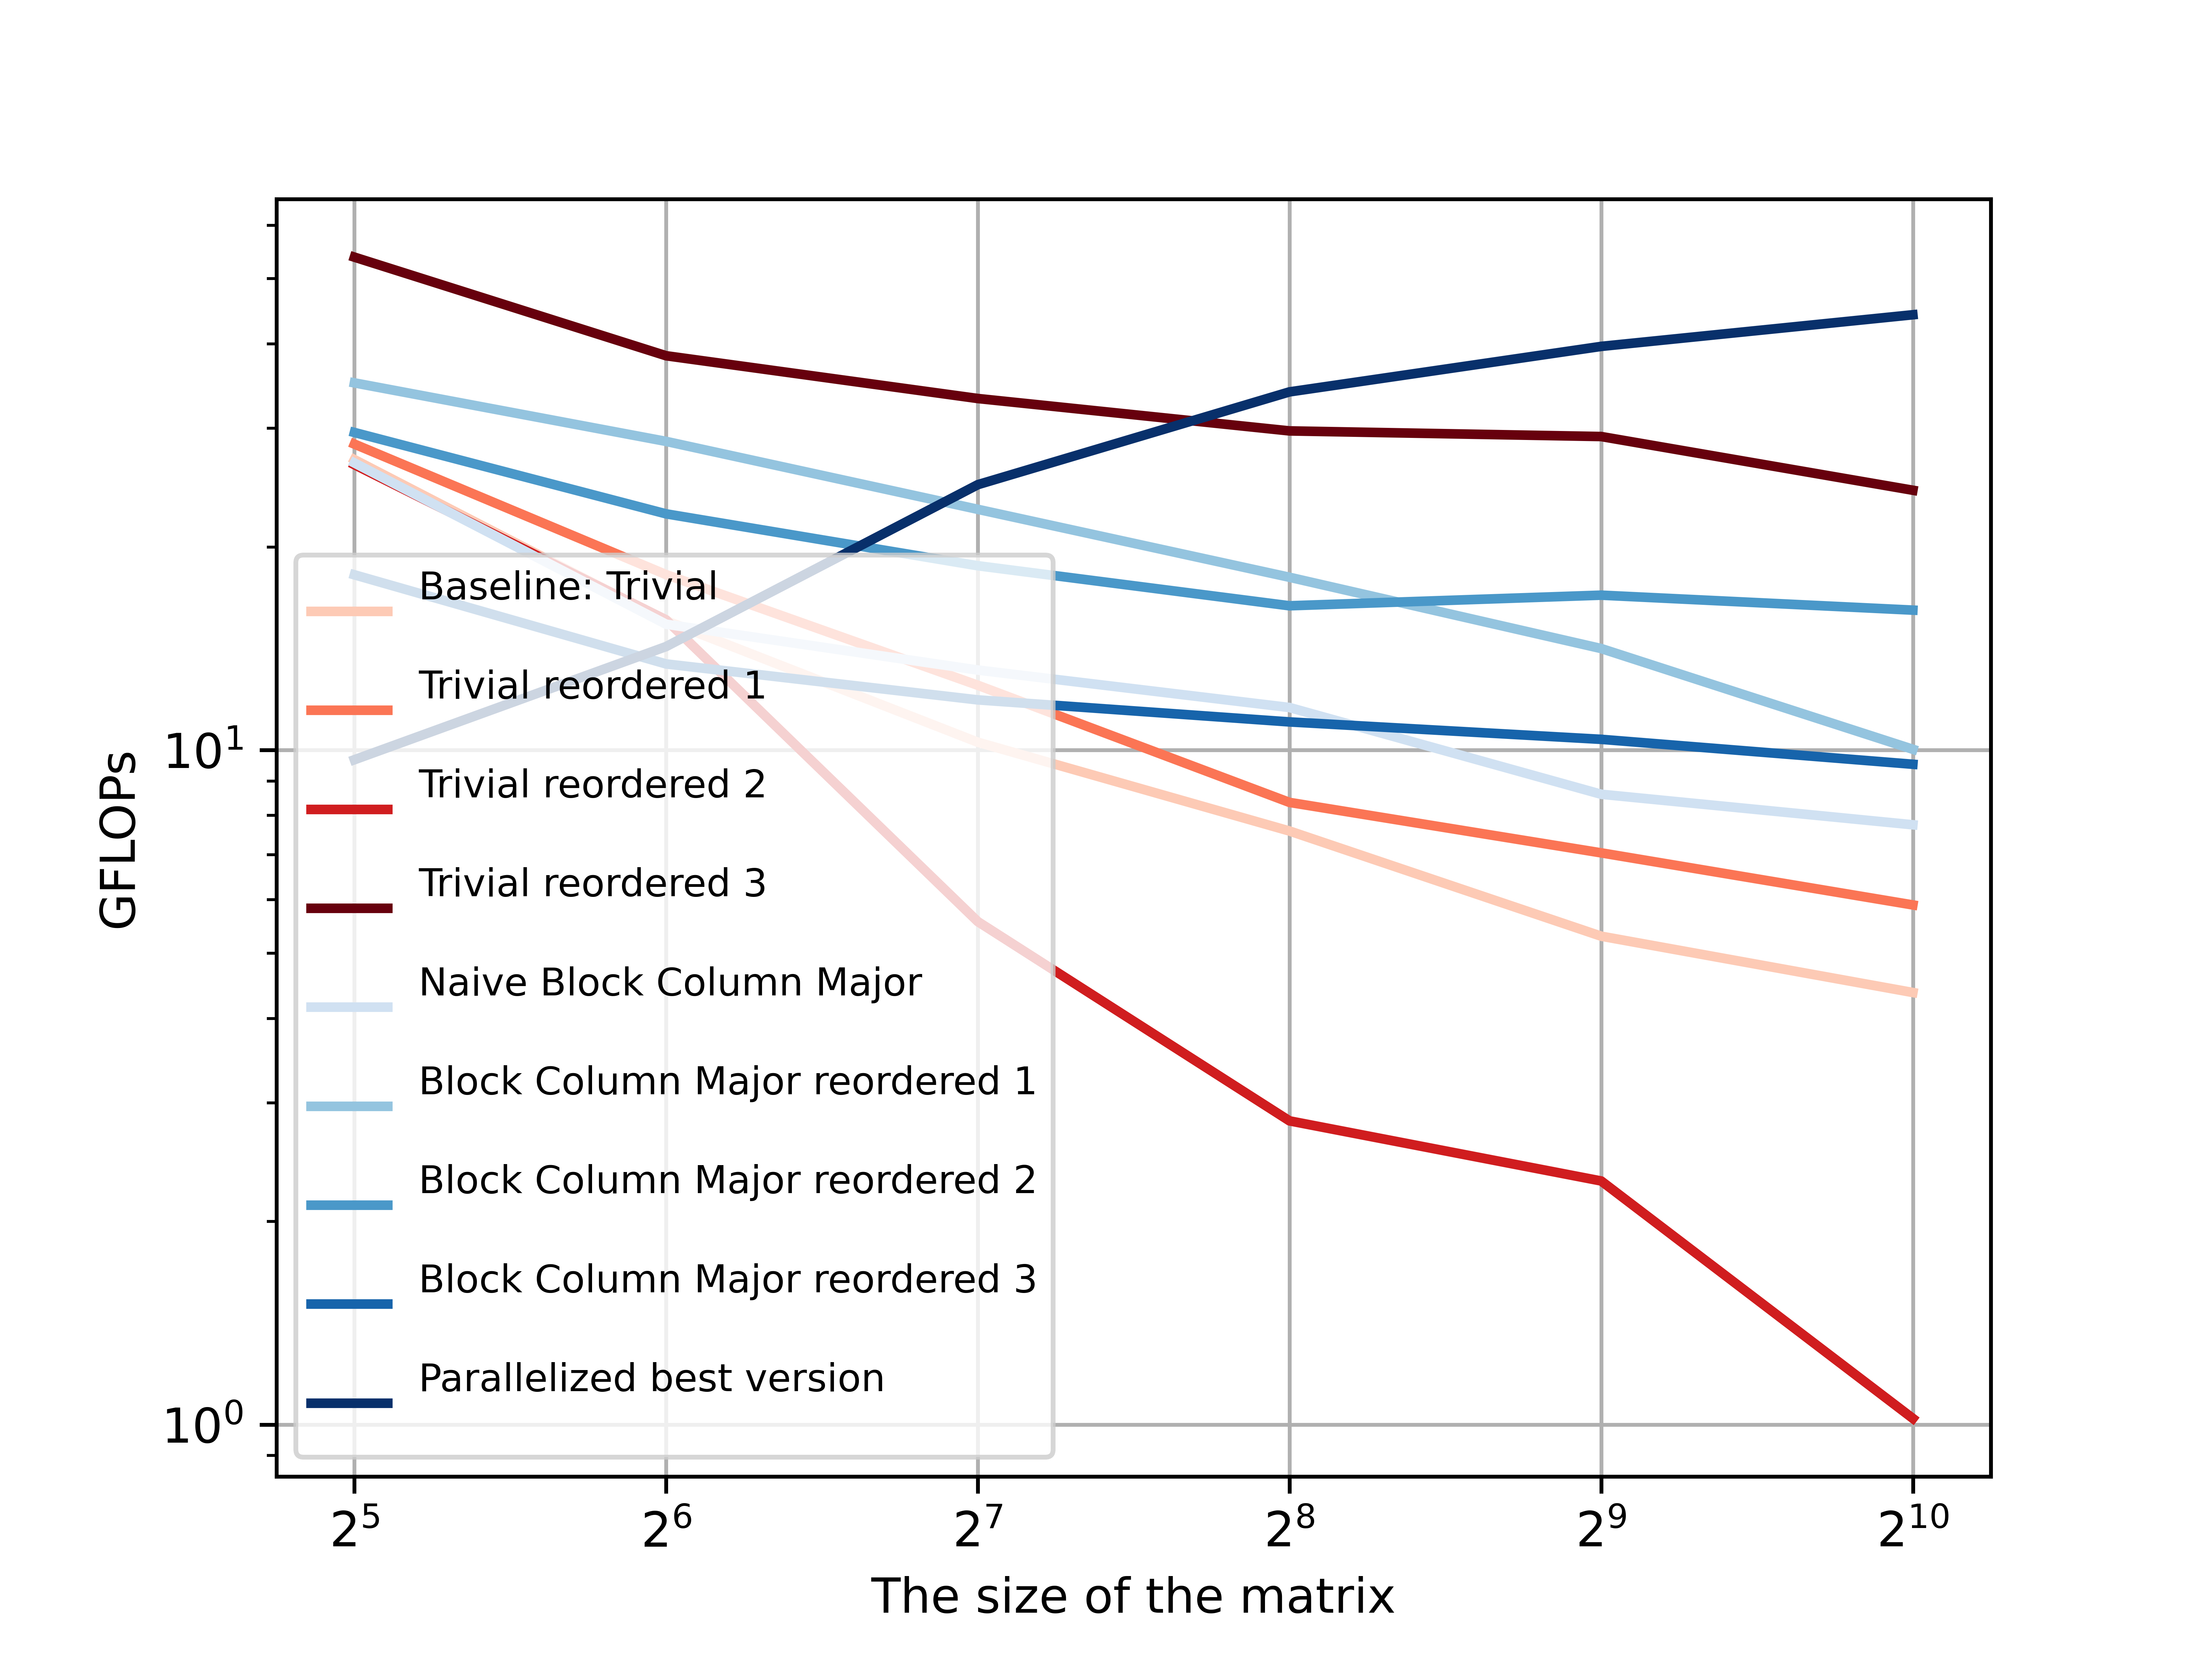 Baseline: Trivial
Trivial reordered 1
Trivial reordered 2
Trivial reordered 3
Naive Block Column Major
Block Column Major reordered 1
Block Column Major reordered 2
Block Column Major reordered 3
Parallelized best version
GFLOPs
10¹
10⁰
2⁵ 2⁶ 2⁷ 2⁸ 2⁹ 2¹⁰
The size of the matrix